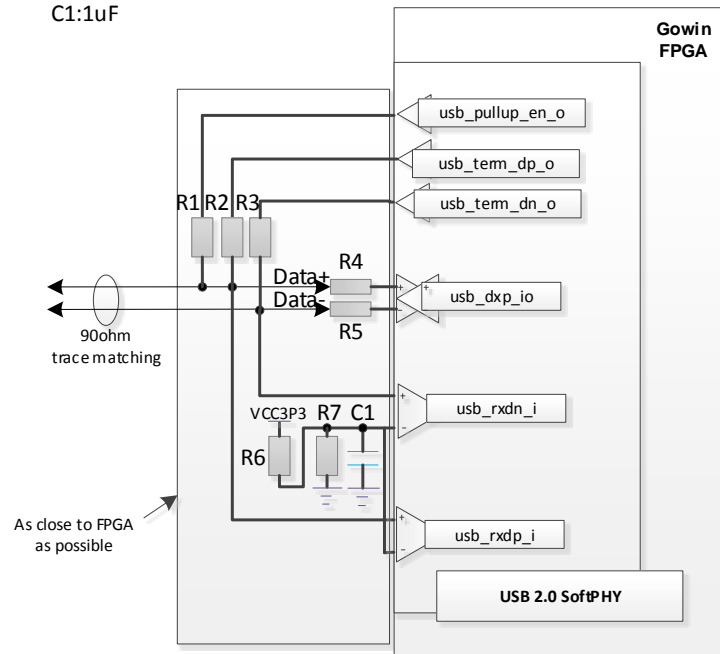 C1:1uF
Gowin
FPGA
usb_pullup_en_o
usb_term_dp_o
usb_term_dn_o
R1 R2 R3
Data+
R4
+
+
usb_dxp_io
Data-
-
-
R5
90ohm
trace matching
+
usb_rxdn_i
-
VCC3P3
R7
C1
R6
As close to FPGA
as possible
+
usb_rxdp_i
-
USB 2.0 SoftPHY